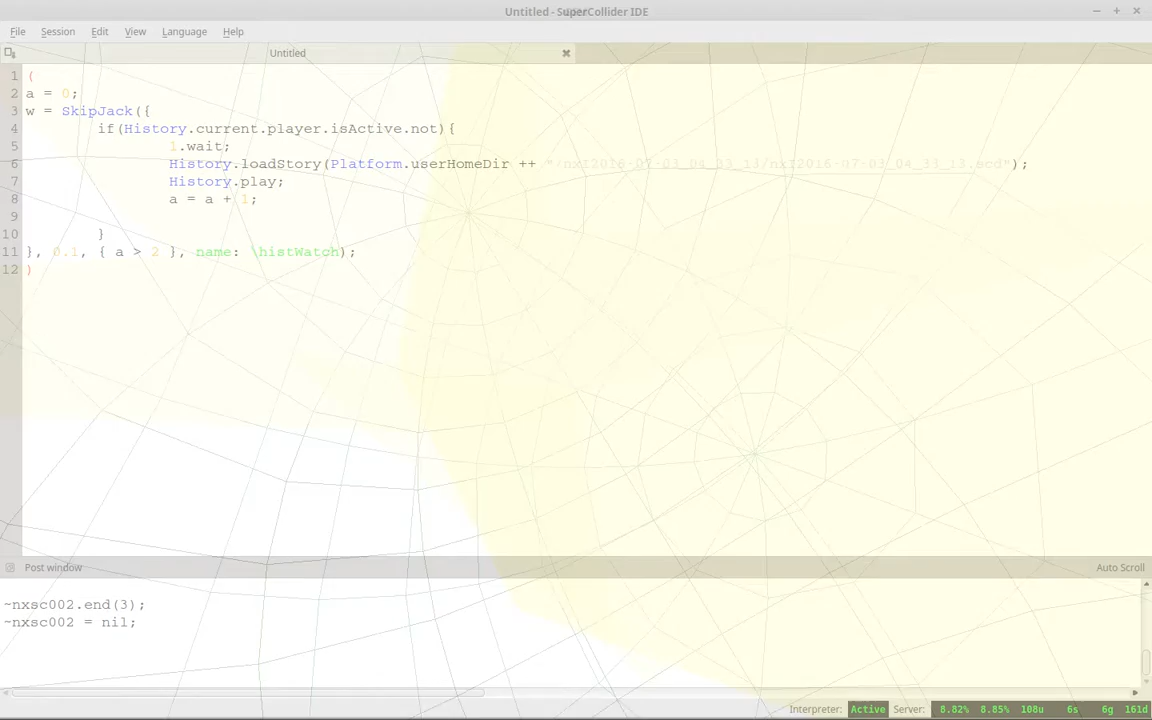 Untitled - SuperCollider IDE
File Session Edit View Language Help
Untitled
1 (
2 a = 0;
3 w = SkipJack({
4 if(History.current.player.isActive.not){
5 1.wait;
6 History.loadStory(Platform.userHomeDir ++ );
7 History.play;
8 a = a + 1;
9
10 }
11 }, 0.1, { a > 2 }, name: \histWatch);
12 )
Post window Auto Scroll
~nxsc002.end(3);
~nxsc002 = nil;
Interpreter: Active Server: 8.82% 8.85% 108u 6s 6g 161d